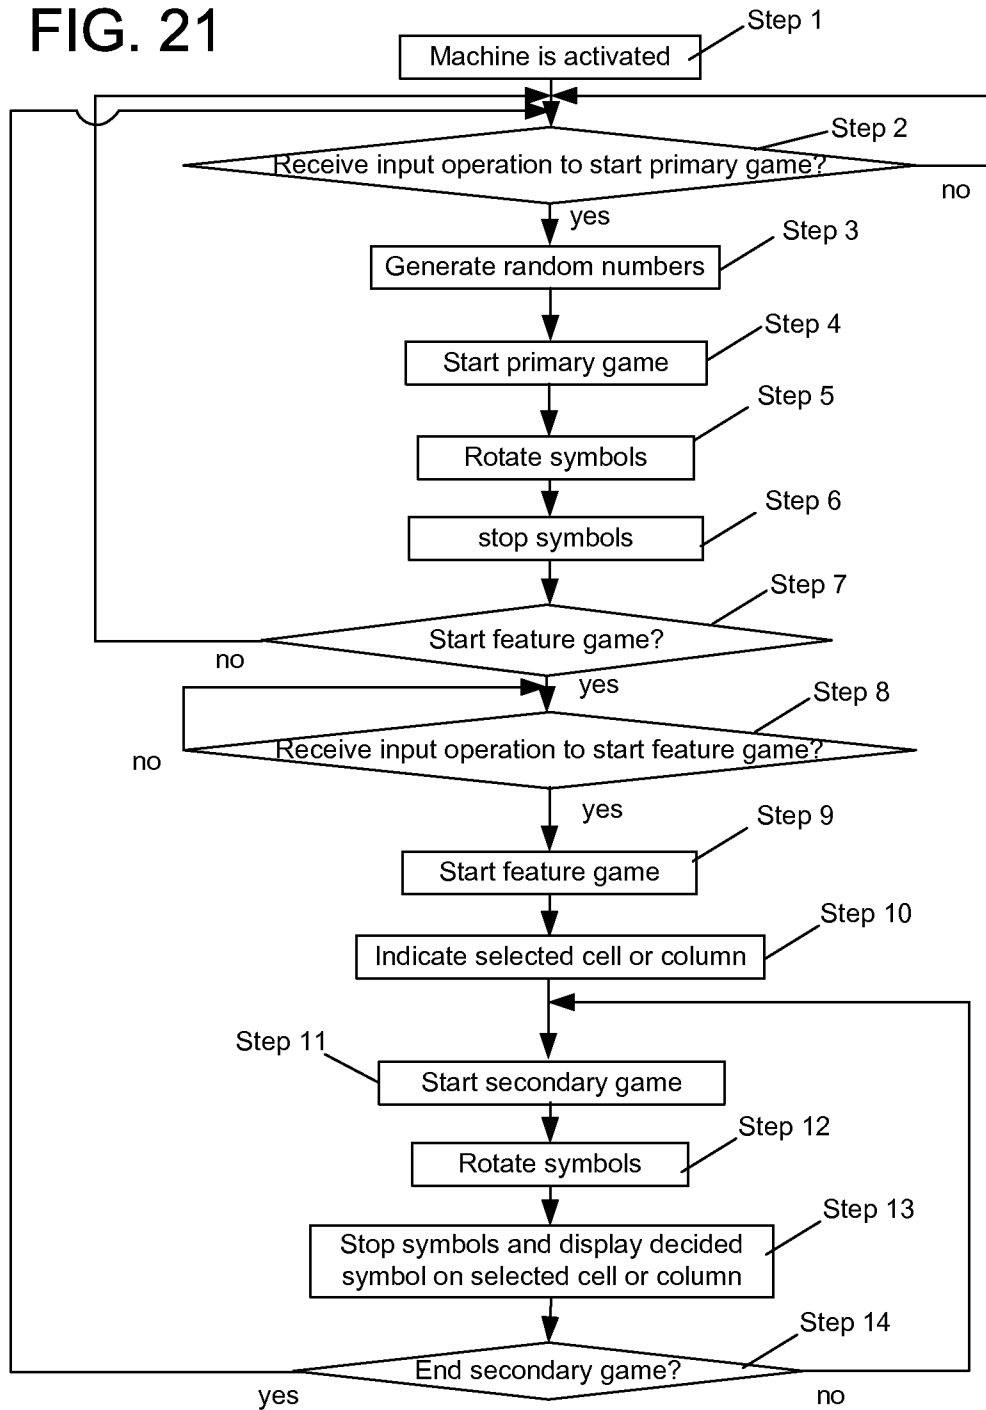 FIG. 21
Step 1
Machine is activated
Step 2
Receive input operation to start primary game?
no
yes
Step 3
Generate random numbers
Step 4
Start primary game
Step 5
Rotate symbols
Step 6
stop symbols
Step 7
Start feature game?
no
yes
Step 8
Receive input operation to start feature game?
no
yes
Step 9
Start feature game
Step 10
Indicate selected cell or column
Step 11
Start secondary game
Step 12
Rotate symbols
Step 13
Stop symbols and display decided
symbol on selected cell or column
Step 14
End secondary game?
yes
no